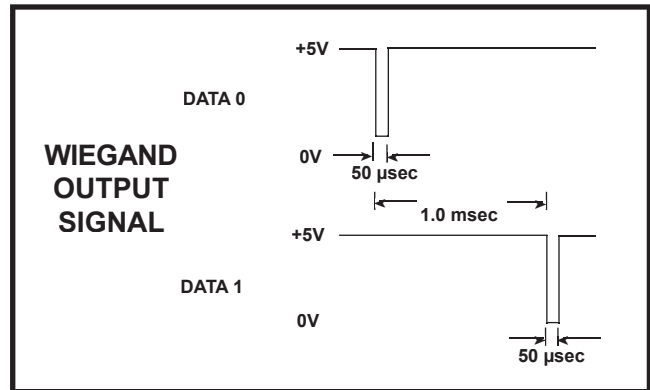 +5V
DATA 0
WIEGAND
OUTPUT
SIGNAL
0V
50 µsec
1.0 msec
+5V
DATA 1
0V
50 µsec